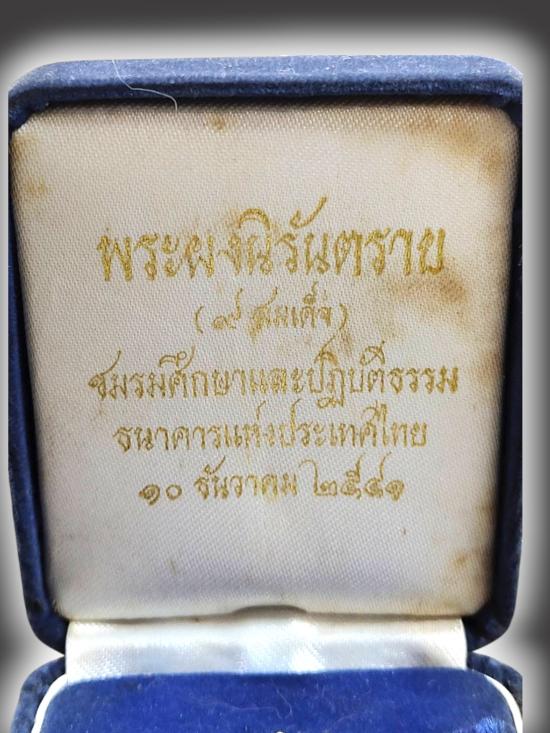 พระผงนิรันตราย
(๙ สมเด็จ)
ชมรมศึกษาและปฏิบัติธรรม
ธนาคารแห่งประเทศไทย
๑๐ ธันวาคม ๒๕๔๑